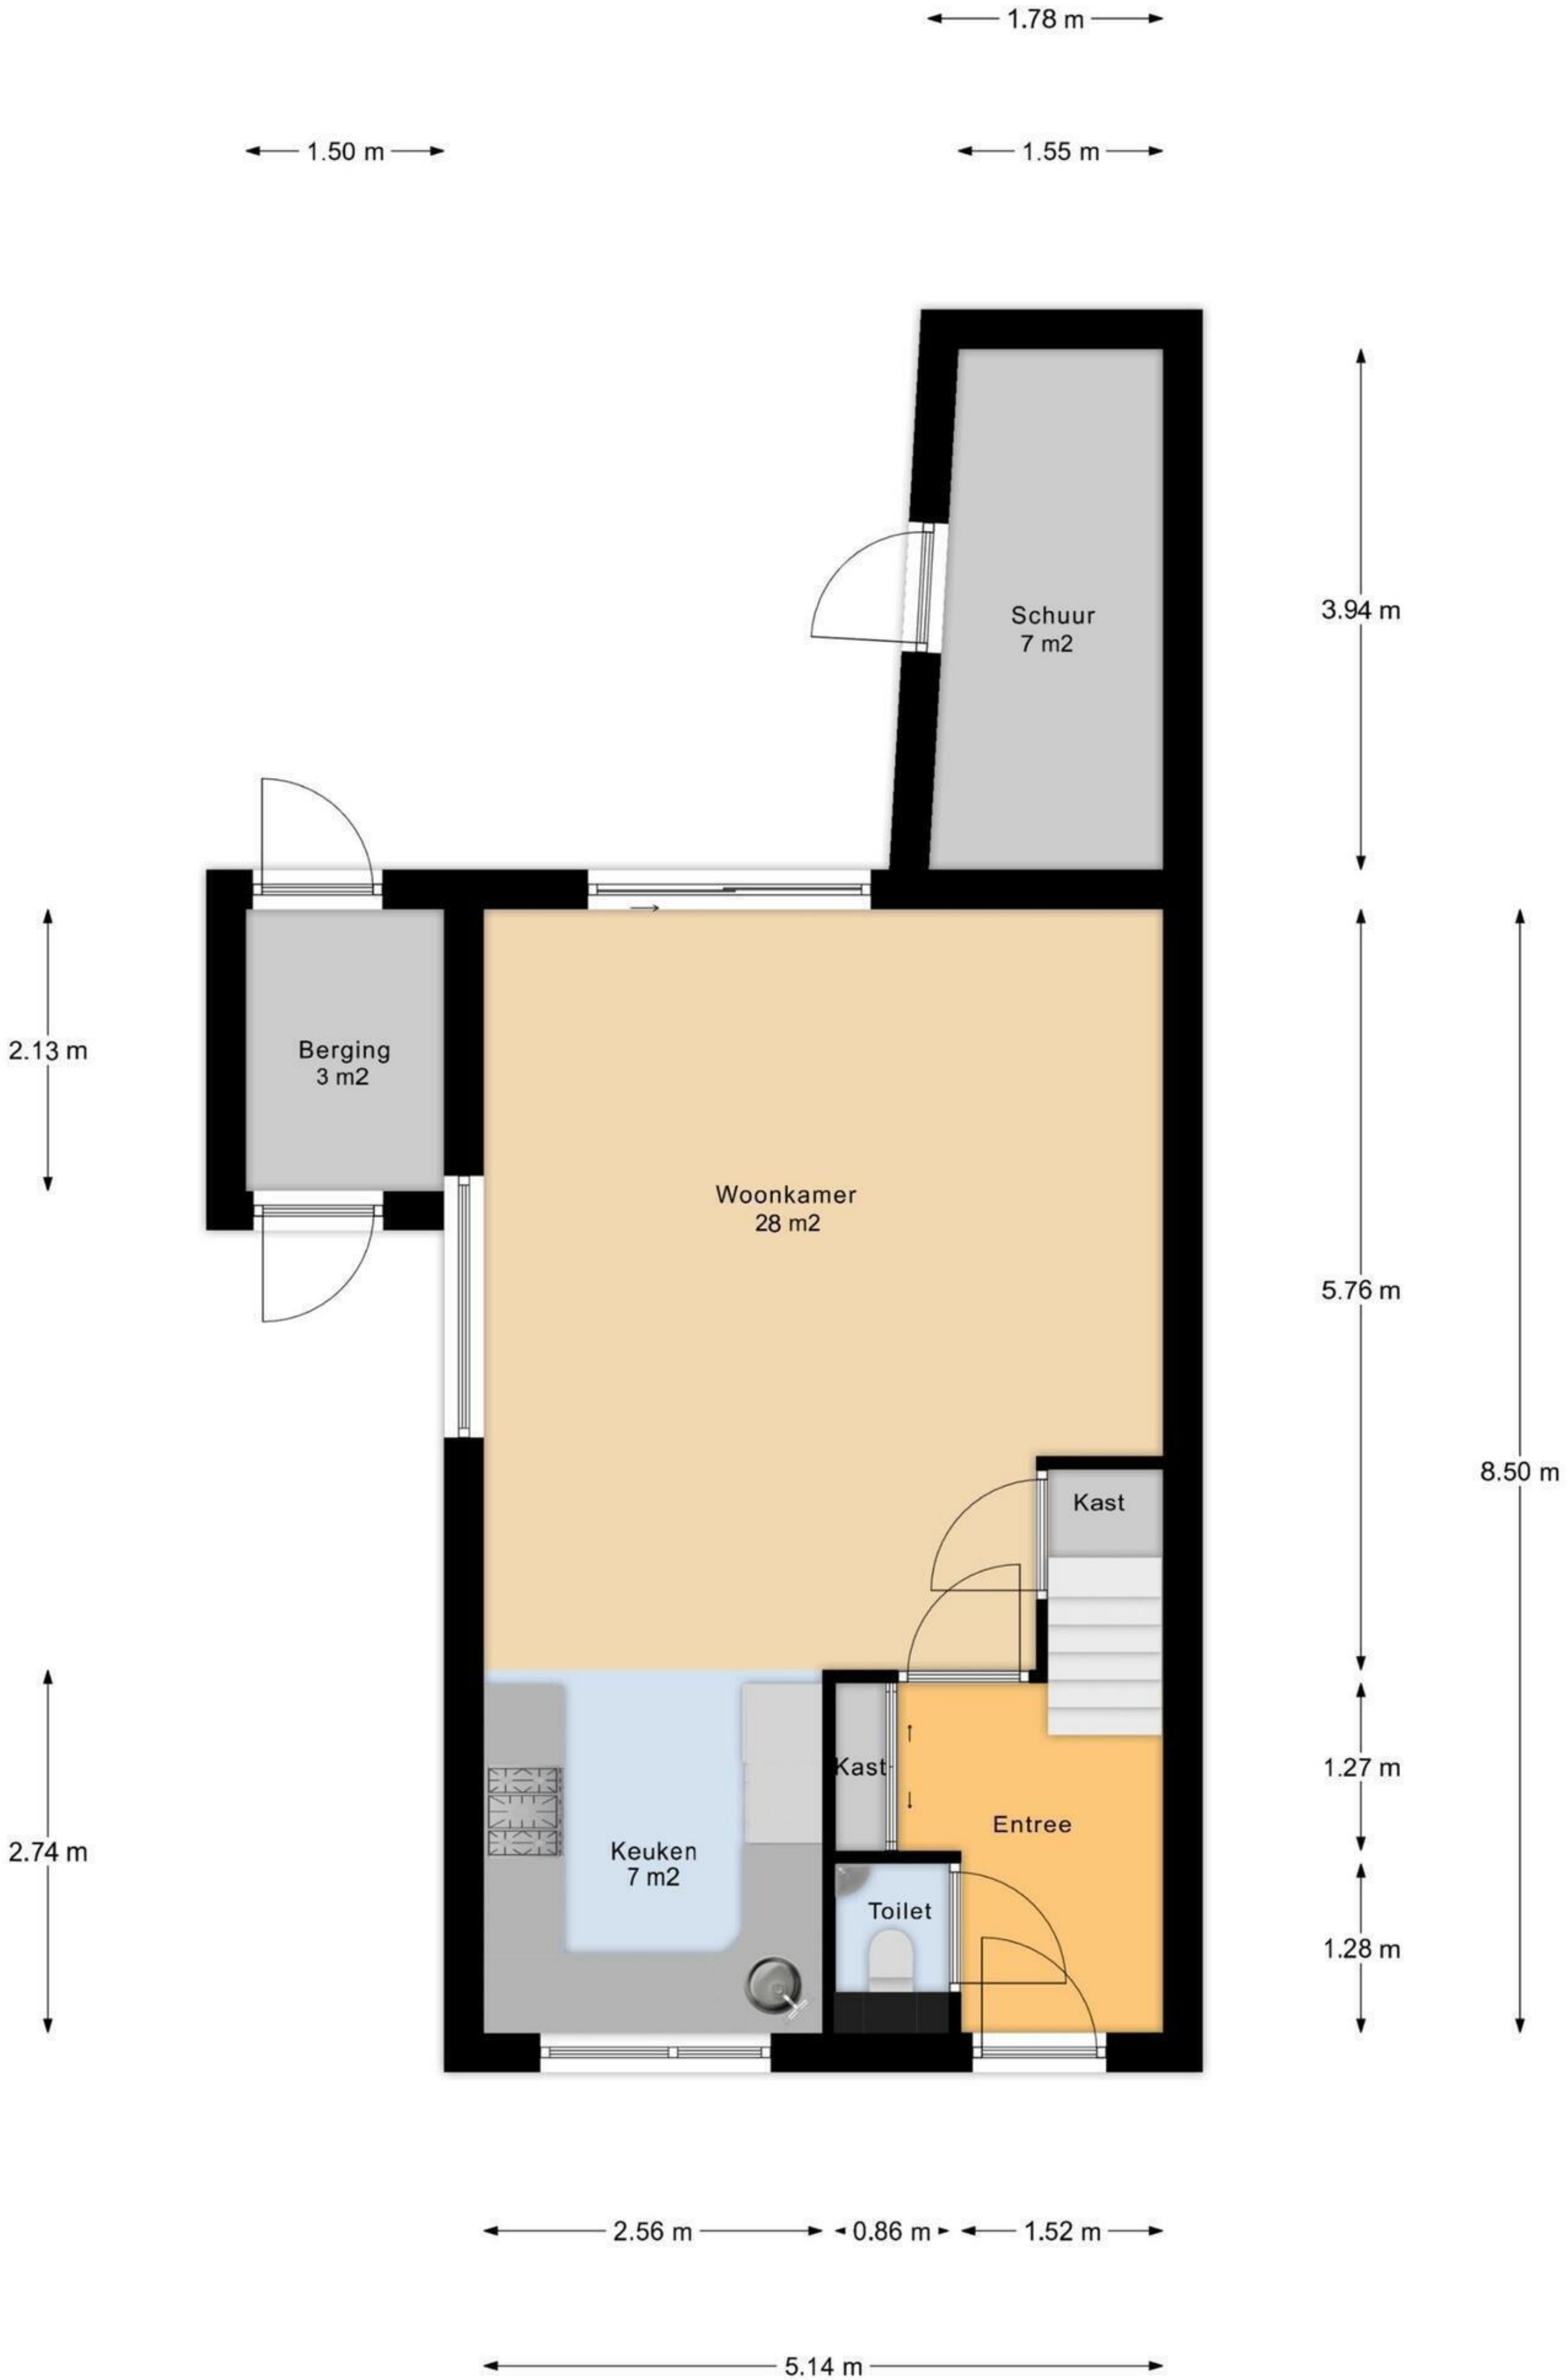 1.78 m
1.50 m
1.55 m
Schuur
7 m2
3.94 m
Berging
3 m2
2.13 m
Woonkamer
28 m2
5.76 m
8.50 m
Kast
Kast
Entree
1.27 m
Keuken
7 m2
2.74 m
Toilet
1.28 m
2.56 m
0.86 m
1.52 m
5.14 m